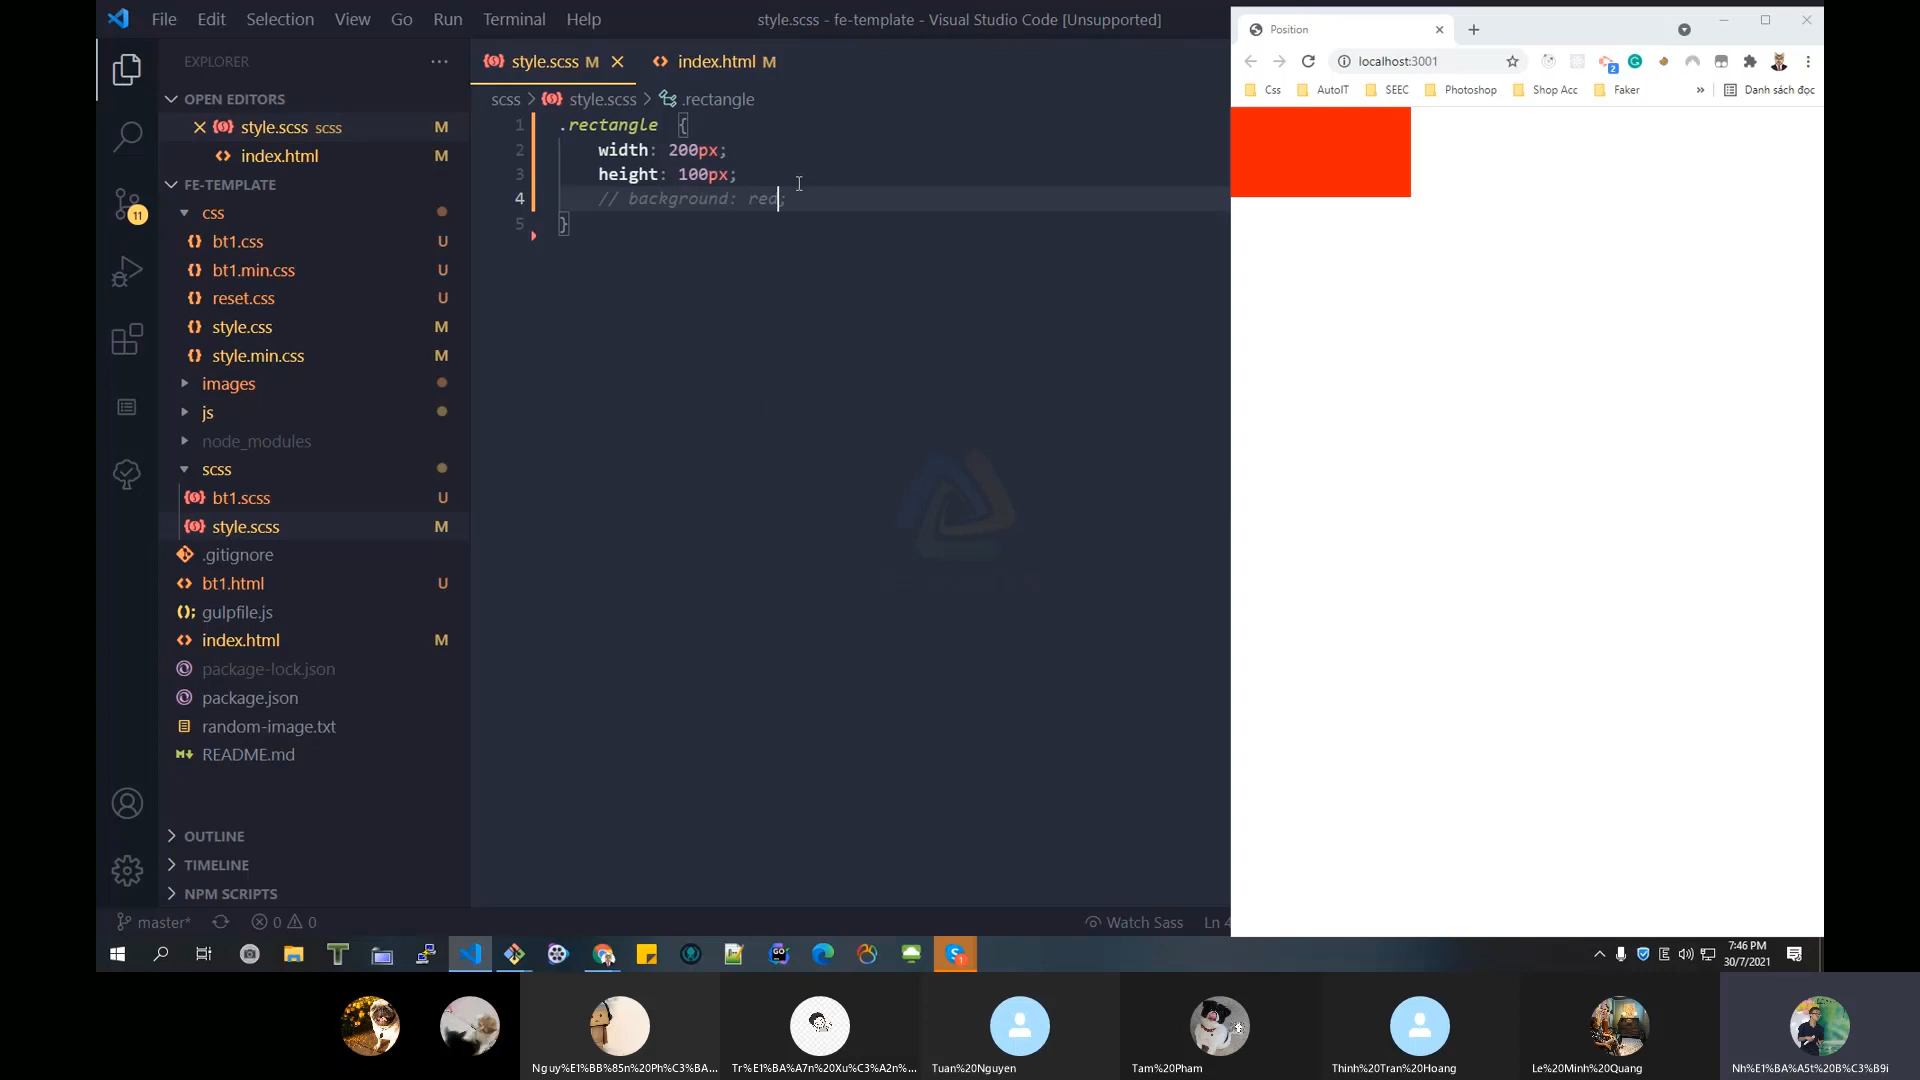 File Edit Selection View Go Run Terminal Help
style.scss - fe-template - Visual Studio Code [Unsupported]
EXPLORER
OPEN EDITORS
style.scss scss M
index.html M
FE-TEMPLATE
css
bt1.css U
bt1.min.css U
reset.css U
style.css M
style.min.css M
images
js
node_modules
scss
bt1.scss U
style.scss M
.gitignore
bt1.html U
gulpfile.js
index.html M
package-lock.json
package.json
random-image.txt
README.md
OUTLINE
TIMELINE
NPM SCRIPTS
11
style.scss M index.html M
scss > style.scss > .rectangle
1 .rectangle {
2 width: 200px;
3 height: 100px;
4 // background: red;
5 }
master* 0 0
Watch Sass Ln 4
Position
localhost:3001
2
Css AutoIT SEEC Photoshop Shop Acc Faker » Danh sách đọc
7:46 PM
30/7/2021
Nguy%E1%BB%85n%20Ph%C3%BA...
Tr%E1%BA%A7n%20Xu%C3%A2n%...
Tuan%20Nguyen
Tam%20Pham
Thinh%20Tran%20Hoang
Le%20Minh%20Quang
Nh%E1%BA%A5t%20B%C3%B9i